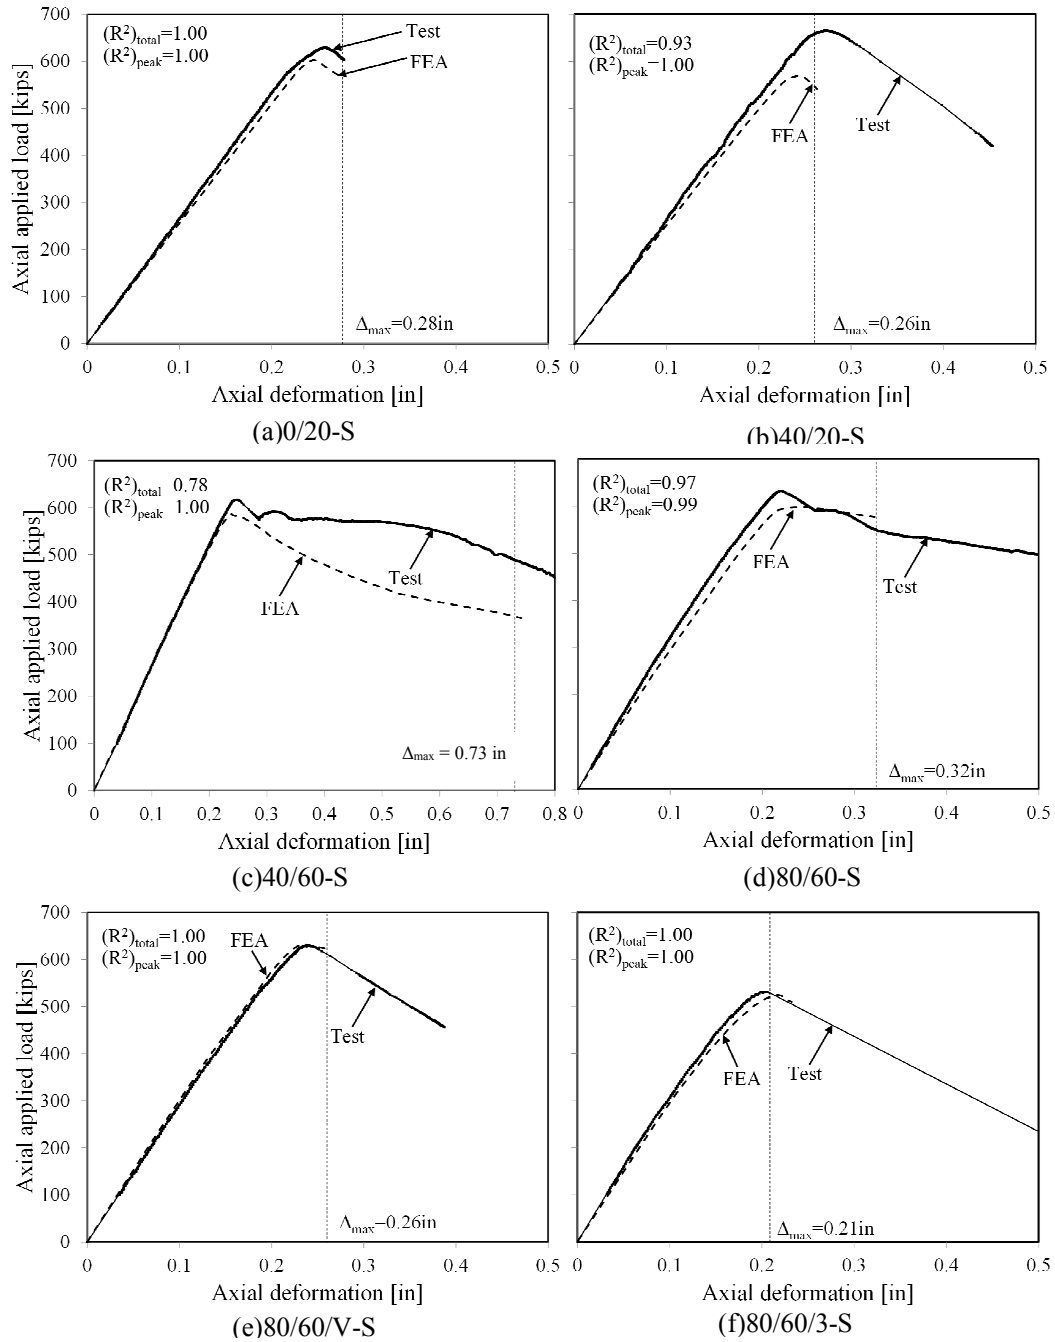 700
600
500
400
300
200
100
0
Axial applied load [kips]
(R²)total=1.00
(R²)peak=1.00
Test
FEA
Δmax=0.28in
0 0.1 0.2 0.3 0.4 0.5
Axial deformation [in]
(a)0/20-S
(R²)total=0.93
(R²)peak=1.00
FEA
Test
Δmax=0.26in
0 0.1 0.2 0.3 0.4 0.5
Axial deformation [in]
(b)40/20-S
700
600
500
400
300
200
100
0
Axial applied load [kips]
(R²)total 0.78
(R²)peak 1.00
FEA
Test
Δmax = 0.73 in
0 0.1 0.2 0.3 0.4 0.5 0.6 0.7 0.8
Axial deformation [in]
(c)40/60-S
(R²)total=0.97
(R²)peak=0.99
FEA
Test
Δmax=0.32in
0 0.1 0.2 0.3 0.4 0.5
Axial deformation [in]
(d)80/60-S
700
600
500
400
300
200
100
0
Axial applied load [kips]
(R²)total=1.00
(R²)peak=1.00
FEA
Test
Δmax=0.26in
0 0.1 0.2 0.3 0.4 0.5
Axial deformation [in]
(e)80/60/V-S
(R²)total=1.00
(R²)peak=1.00
FEA
Test
Δmax=0.21in
0 0.1 0.2 0.3 0.4 0.5
Axial deformation [in]
(f)80/60/3-S